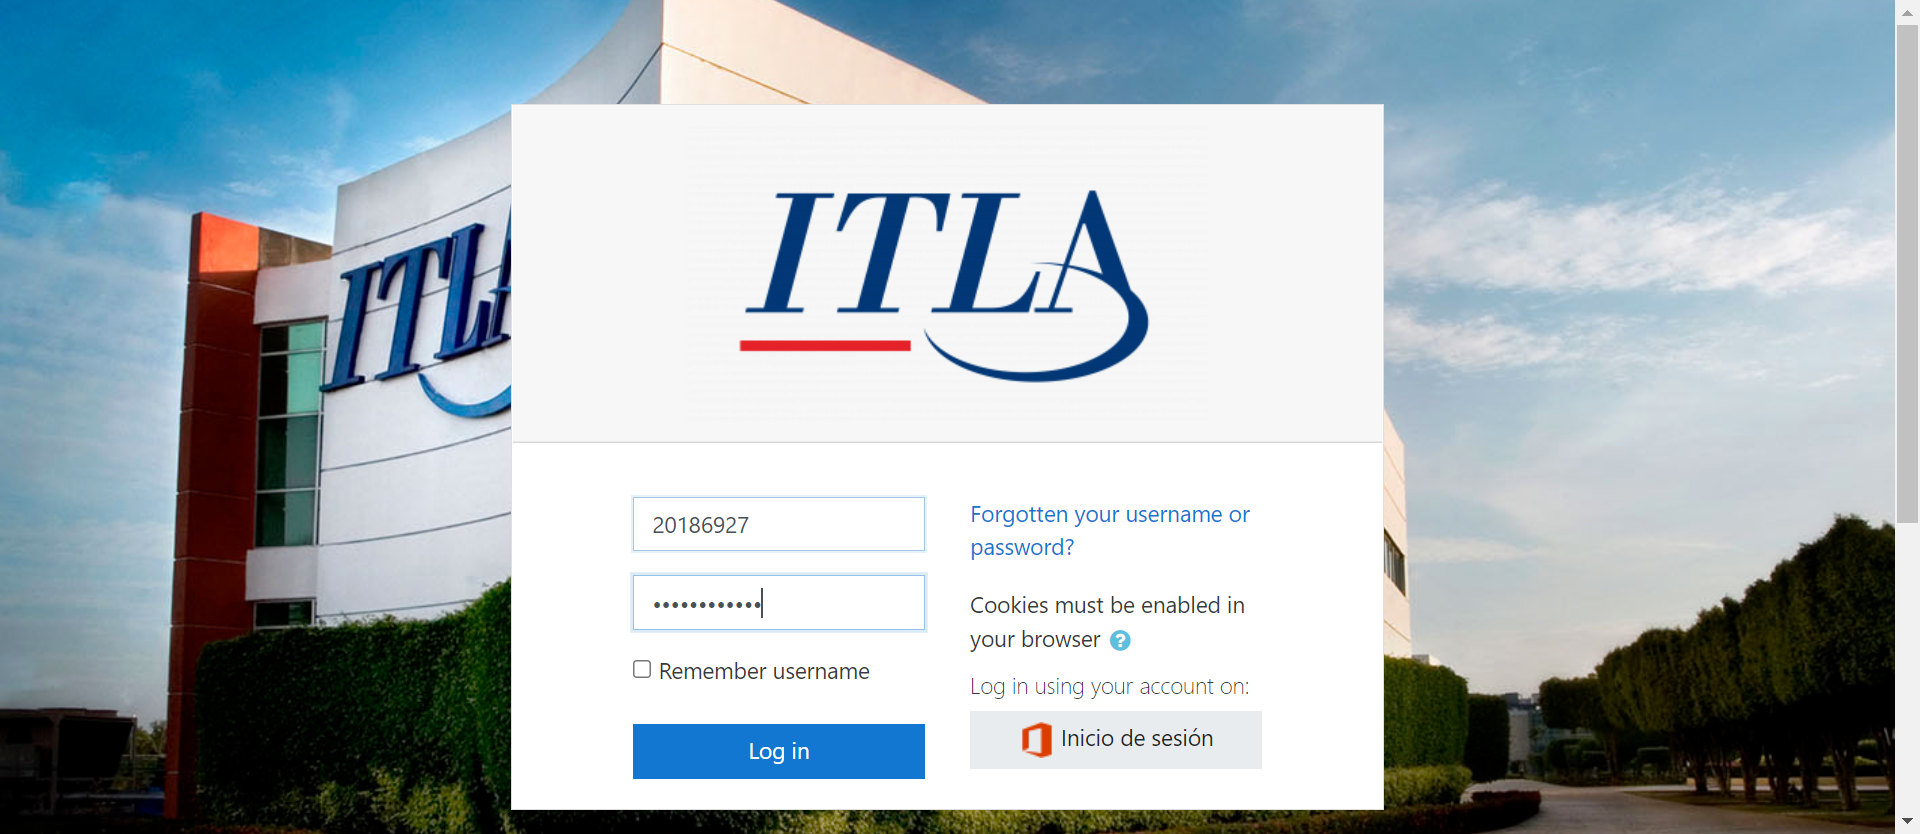 ITLA
ITLA
20186927
Forgotten your username or
password?
••••••••••••
Cookies must be enabled in
your browser ?
Remember username
Log in using your account on:
Log in
Inicio de sesión